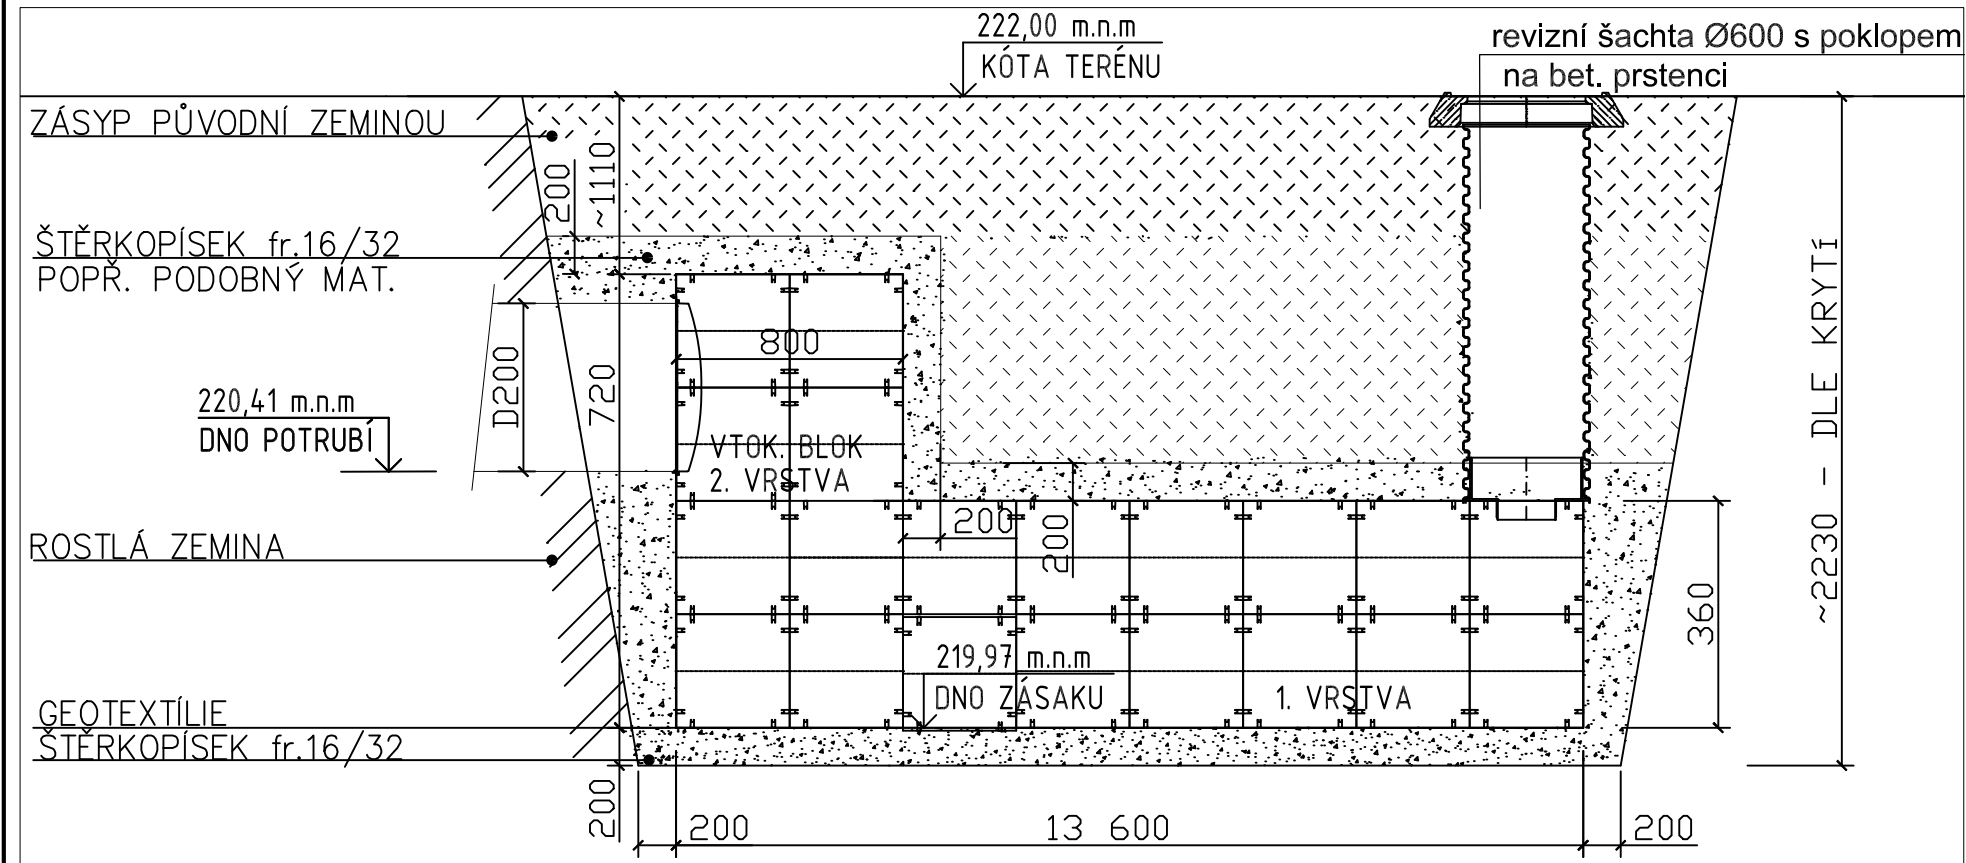 222,00 m.n.m
KÓTA TERÉNU
revizní šachta Ø600 s poklopem
na bet. prstenci
ZÁSYP PŮVODNÍ ZEMINOU
200
~1110
ŠTĚRKOPÍSEK fr.16/32
POPŘ. PODOBNÝ MAT.
800
D200
720
220,41 m.n.m
DNO POTRUBÍ
VTOK. BLOK
2. VRSTVA
~2230 - DLE KRYTÍ
200
200
ROSTLÁ ZEMINA
360
219,97 m.n.m
DNO ZÁSAKU
1. VRSTVA
GEOTEXTÍLIE
ŠTĚRKOPÍSEK fr.16/32
200
200
13 600
200